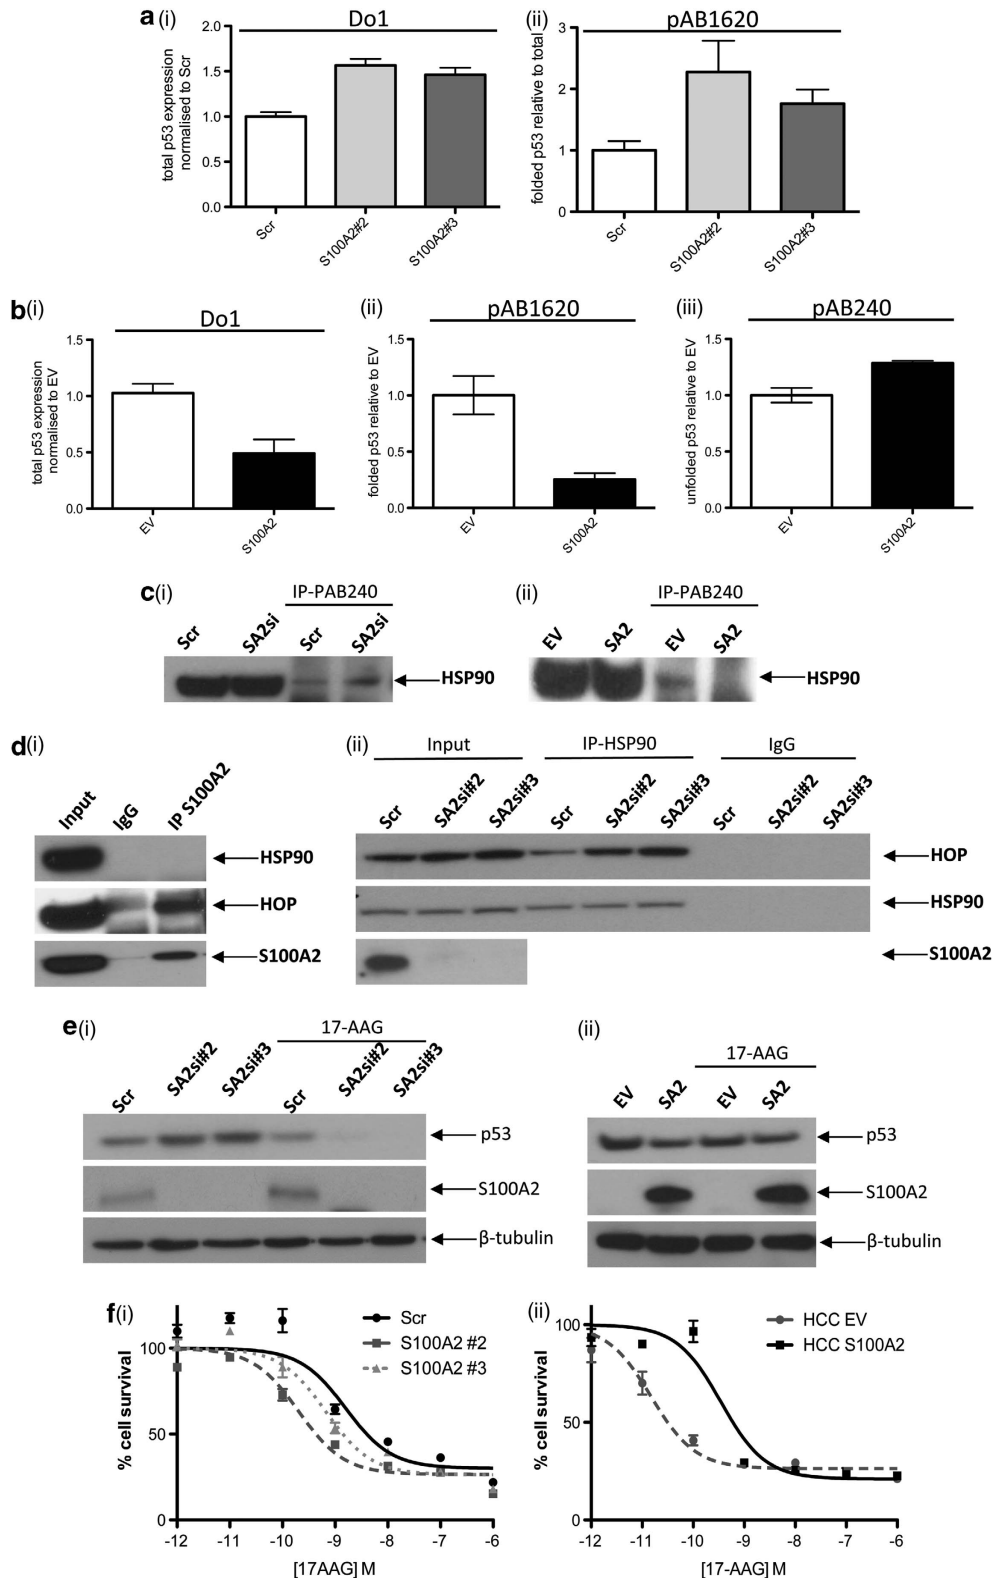 a (i)
Do1
total p53 expression
normalised to Scr
2.0
1.5
1.0
0.5
0.0
Scr
S100A2#2
S100A2#3
(ii)
pAB1620
folded p53 relative to total
3
2
1
0
Scr
S100A2#2
S100A2#3
b (i)
Do1
total p53 expression
normalised to EV
1.5
1.0
0.5
0.0
EV
S100A2
(ii)
pAB1620
folded p53 relative to EV
1.5
1.0
0.5
0.0
EV
S100A2
(iii)
pAB240
unfolded p53 relative to EV
1.5
1.0
0.5
0.0
EV
S100A2
c (i)
IP-PAB240
Scr
SA2si
Scr
SA2si
HSP90
(ii)
IP-PAB240
EV
SA2
EV
SA2
HSP90
d (i)
Input
IgG
IP S100A2
HSP90
HOP
S100A2
(ii)
Input
IP-HSP90
IgG
Scr
SA2si#2
SA2si#3
Scr
SA2si#2
SA2si#3
Scr
SA2si#2
SA2si#3
HOP
HSP90
S100A2
e (i)
17-AAG
Scr
SA2si#2
SA2si#3
Scr
SA2si#2
SA2si#3
p53
S100A2
β-tubulin
(ii)
17-AAG
EV
SA2
EV
SA2
p53
S100A2
β-tubulin
f (i)
% cell survival
100
50
0
-12 -11 -10 -9 -8 -7 -6
[17AAG] M
Scr
S100A2 #2
S100A2 #3
(ii)
% cell survival
100
50
0
-12 -11 -10 -9 -8 -7 -6
[17-AAG] M
HCC EV
HCC S100A2